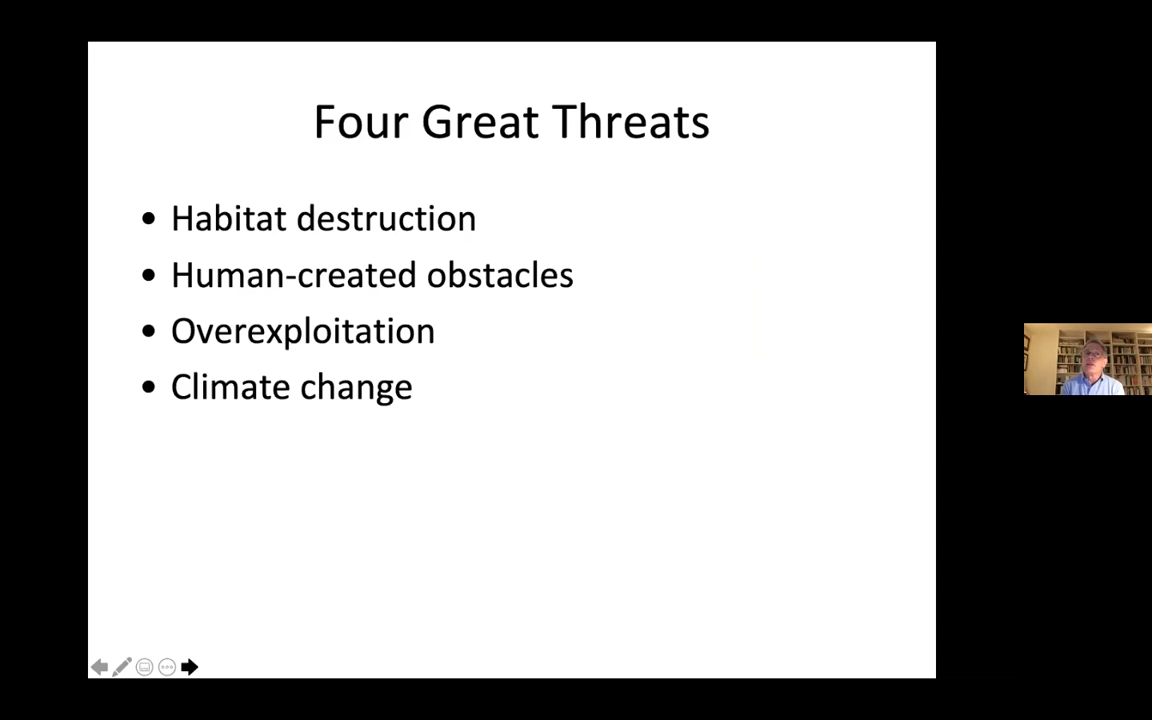 Four Great Threats
• Habitat destruction
• Human-created obstacles
• Overexploitation
• Climate change